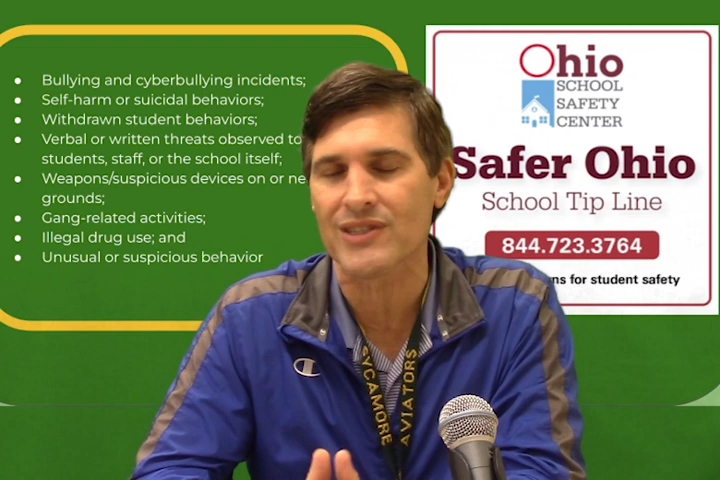 Bullying and cyberbullying incidents;
Self-harm or suicidal behaviors;
Withdrawn student behaviors;
Verbal or written threats observed to
students, staff, or the school itself;
Weapons/suspicious devices on or
grounds;
Gang-related activities;
Illegal drug use; and
Unusual or suspicious behavior
Ohio
SCHOOL
SAFETY
CENTER
Safer Ohio
School Tip Line
844.723.3764
for student safety
SYCAMORE
AVIATORS